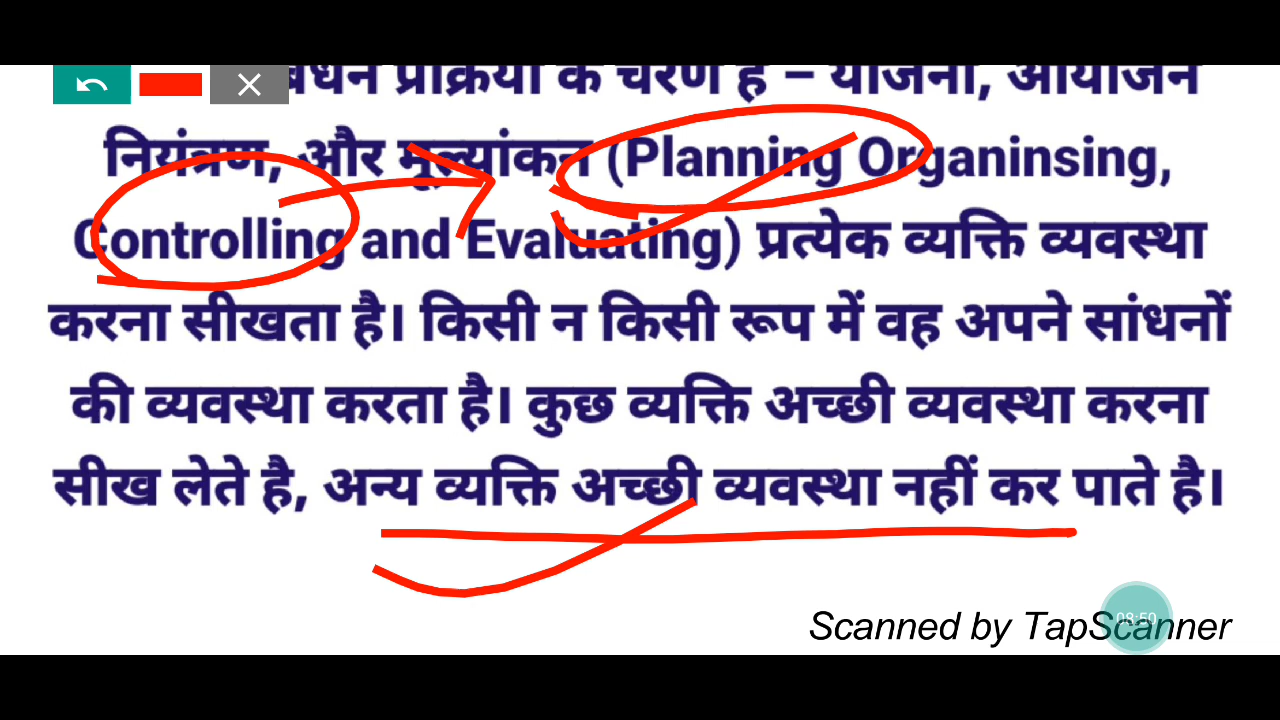 प्रक्रिया के चरण है – योजना, आयोजन
नियंत्रण, और मूल्यांकन (Planning Organinsing,
Controlling and Evaluating) प्रत्येक व्यक्ति व्यवस्था
करना सीखता है। किसी न किसी रूप में वह अपने सांधनों
की व्यवस्था करता है। कुछ व्यक्ति अच्छी व्यवस्था करना
सीख लेते है, अन्य व्यक्ति अच्छी व्यवस्था नहीं कर पाते है।
Scanned by TapScanner
08:50